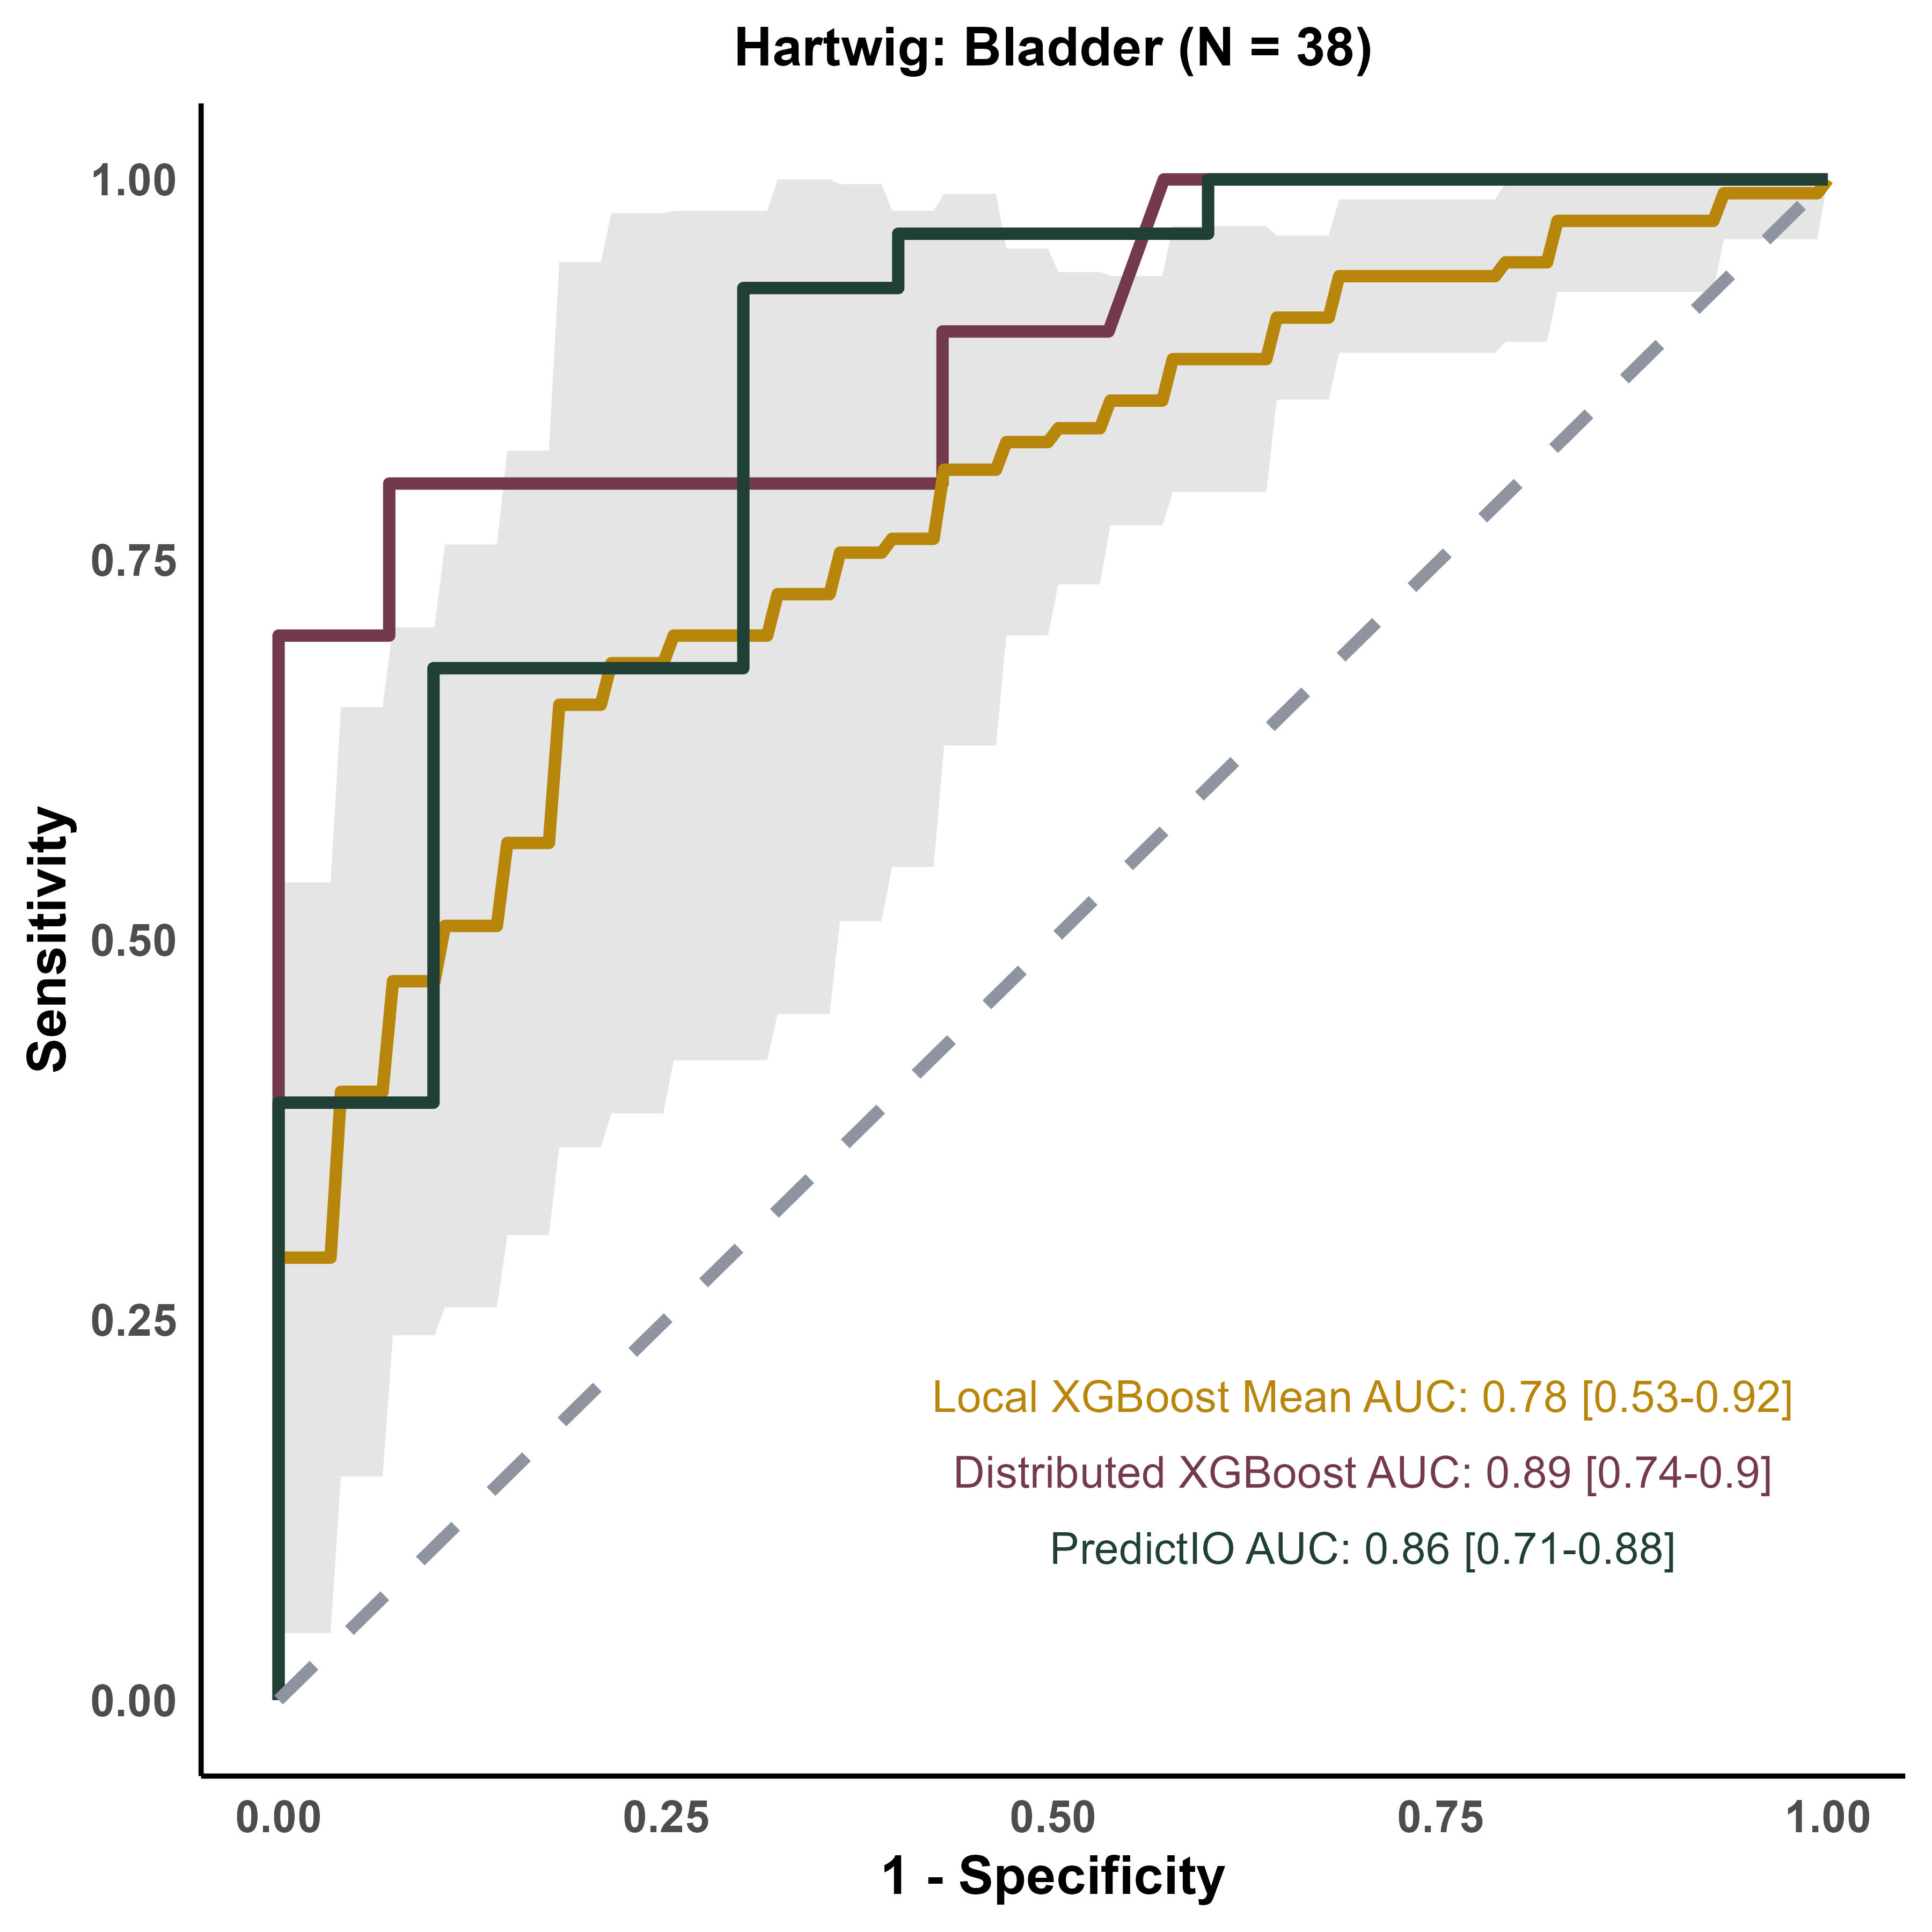 Hartwig: Bladder (N = 38)
1.00
0.75
0.50
0.25
0.00
Sensitivity
Local XGBoost Mean AUC: 0.78 [0.53-0.92]
Distributed XGBoost AUC: 0.89 [0.74-0.9]
PredictIO AUC: 0.86 [0.71-0.88]
0.00 0.25 0.50 0.75 1.00
1 - Specificity